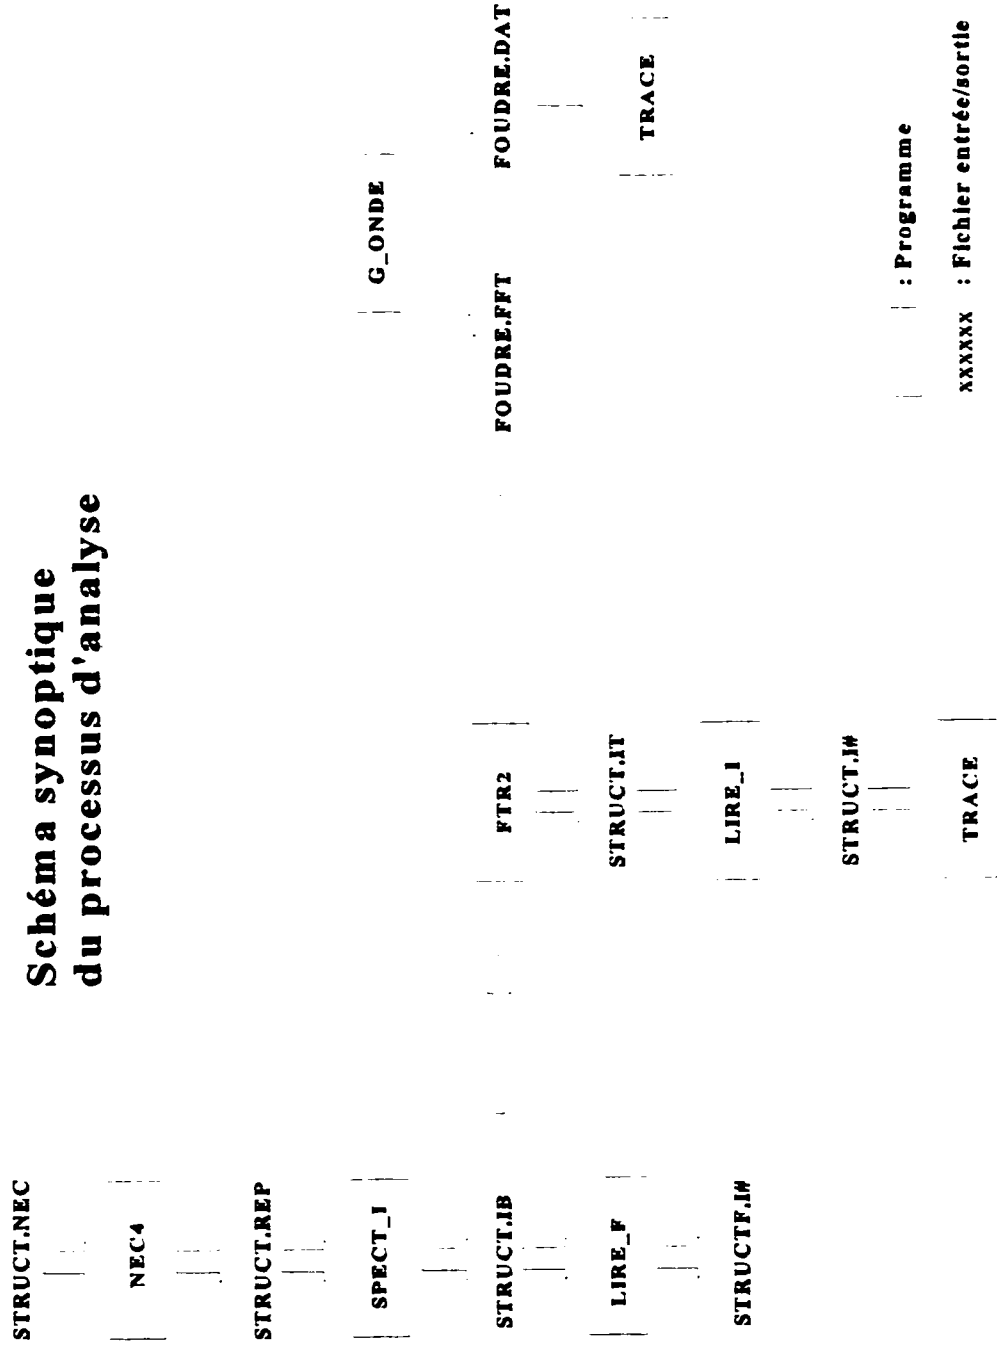 Schéma synoptique
du processus d'analyse
STRUCT.NEC
NEC4
STRUCT.REP
SPECT_I
STRUCT.IB
LIRE_F
STRUCTF.I#
FTR2
STRUCT.IT
LIRE_I
STRUCT.I#
TRACE
G_ONDE
FOUDRE.FFT
FOUDRE.DAT
TRACE
: Programme
xxxxxx : Fichier entrée/sortie